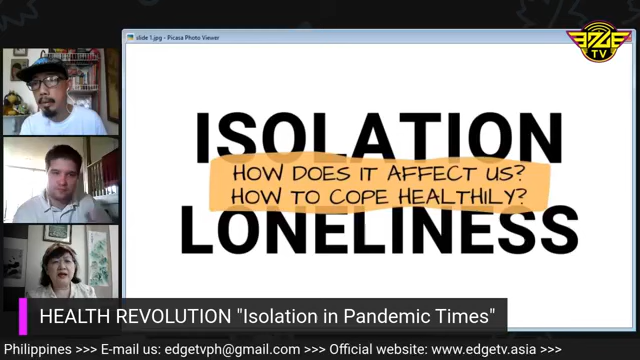 slide 1.jpg - Picasa Photo Viewer
EDGE
TV
ISOLATION
HOW DOES IT AFFECT US?
HOW TO COPE HEALTHILY?
LONELINESS
HEALTH REVOLUTION "Isolation in Pandemic Times"
Philippines >>> E-mail us: edgetvph@gmail.com >>> Official website: www.edgetv.asia >>>